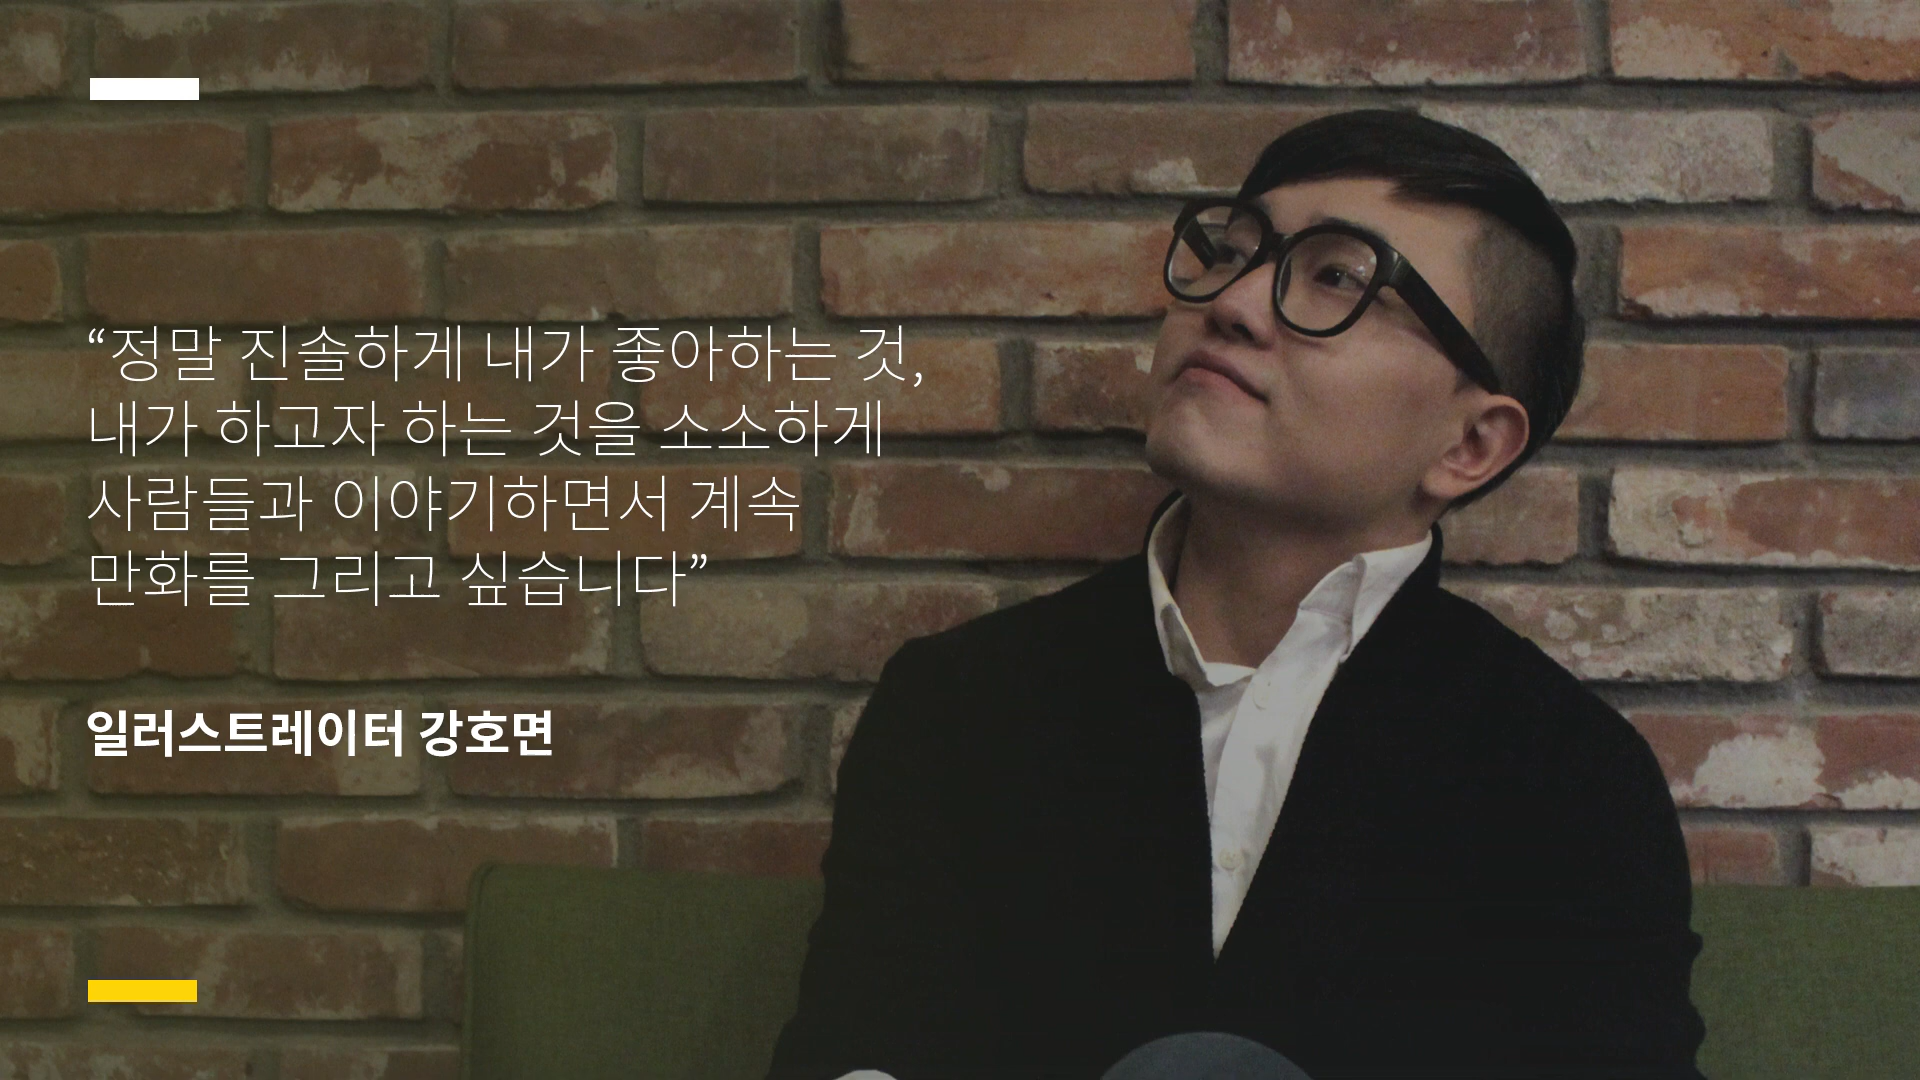 “정말 진솔하게 내가 좋아하는 것,
내가 하고자 하는 것을 소소하게
사람들과 이야기하면서 계속
만화를 그리고 싶습니다”
일러스트레이터 강호면